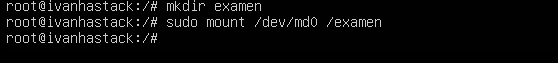 root@ivanhastack:/# mkdir examen
root@ivanhastack:/# sudo mount /dev/md0 /examen
root@ivanhastack:/#